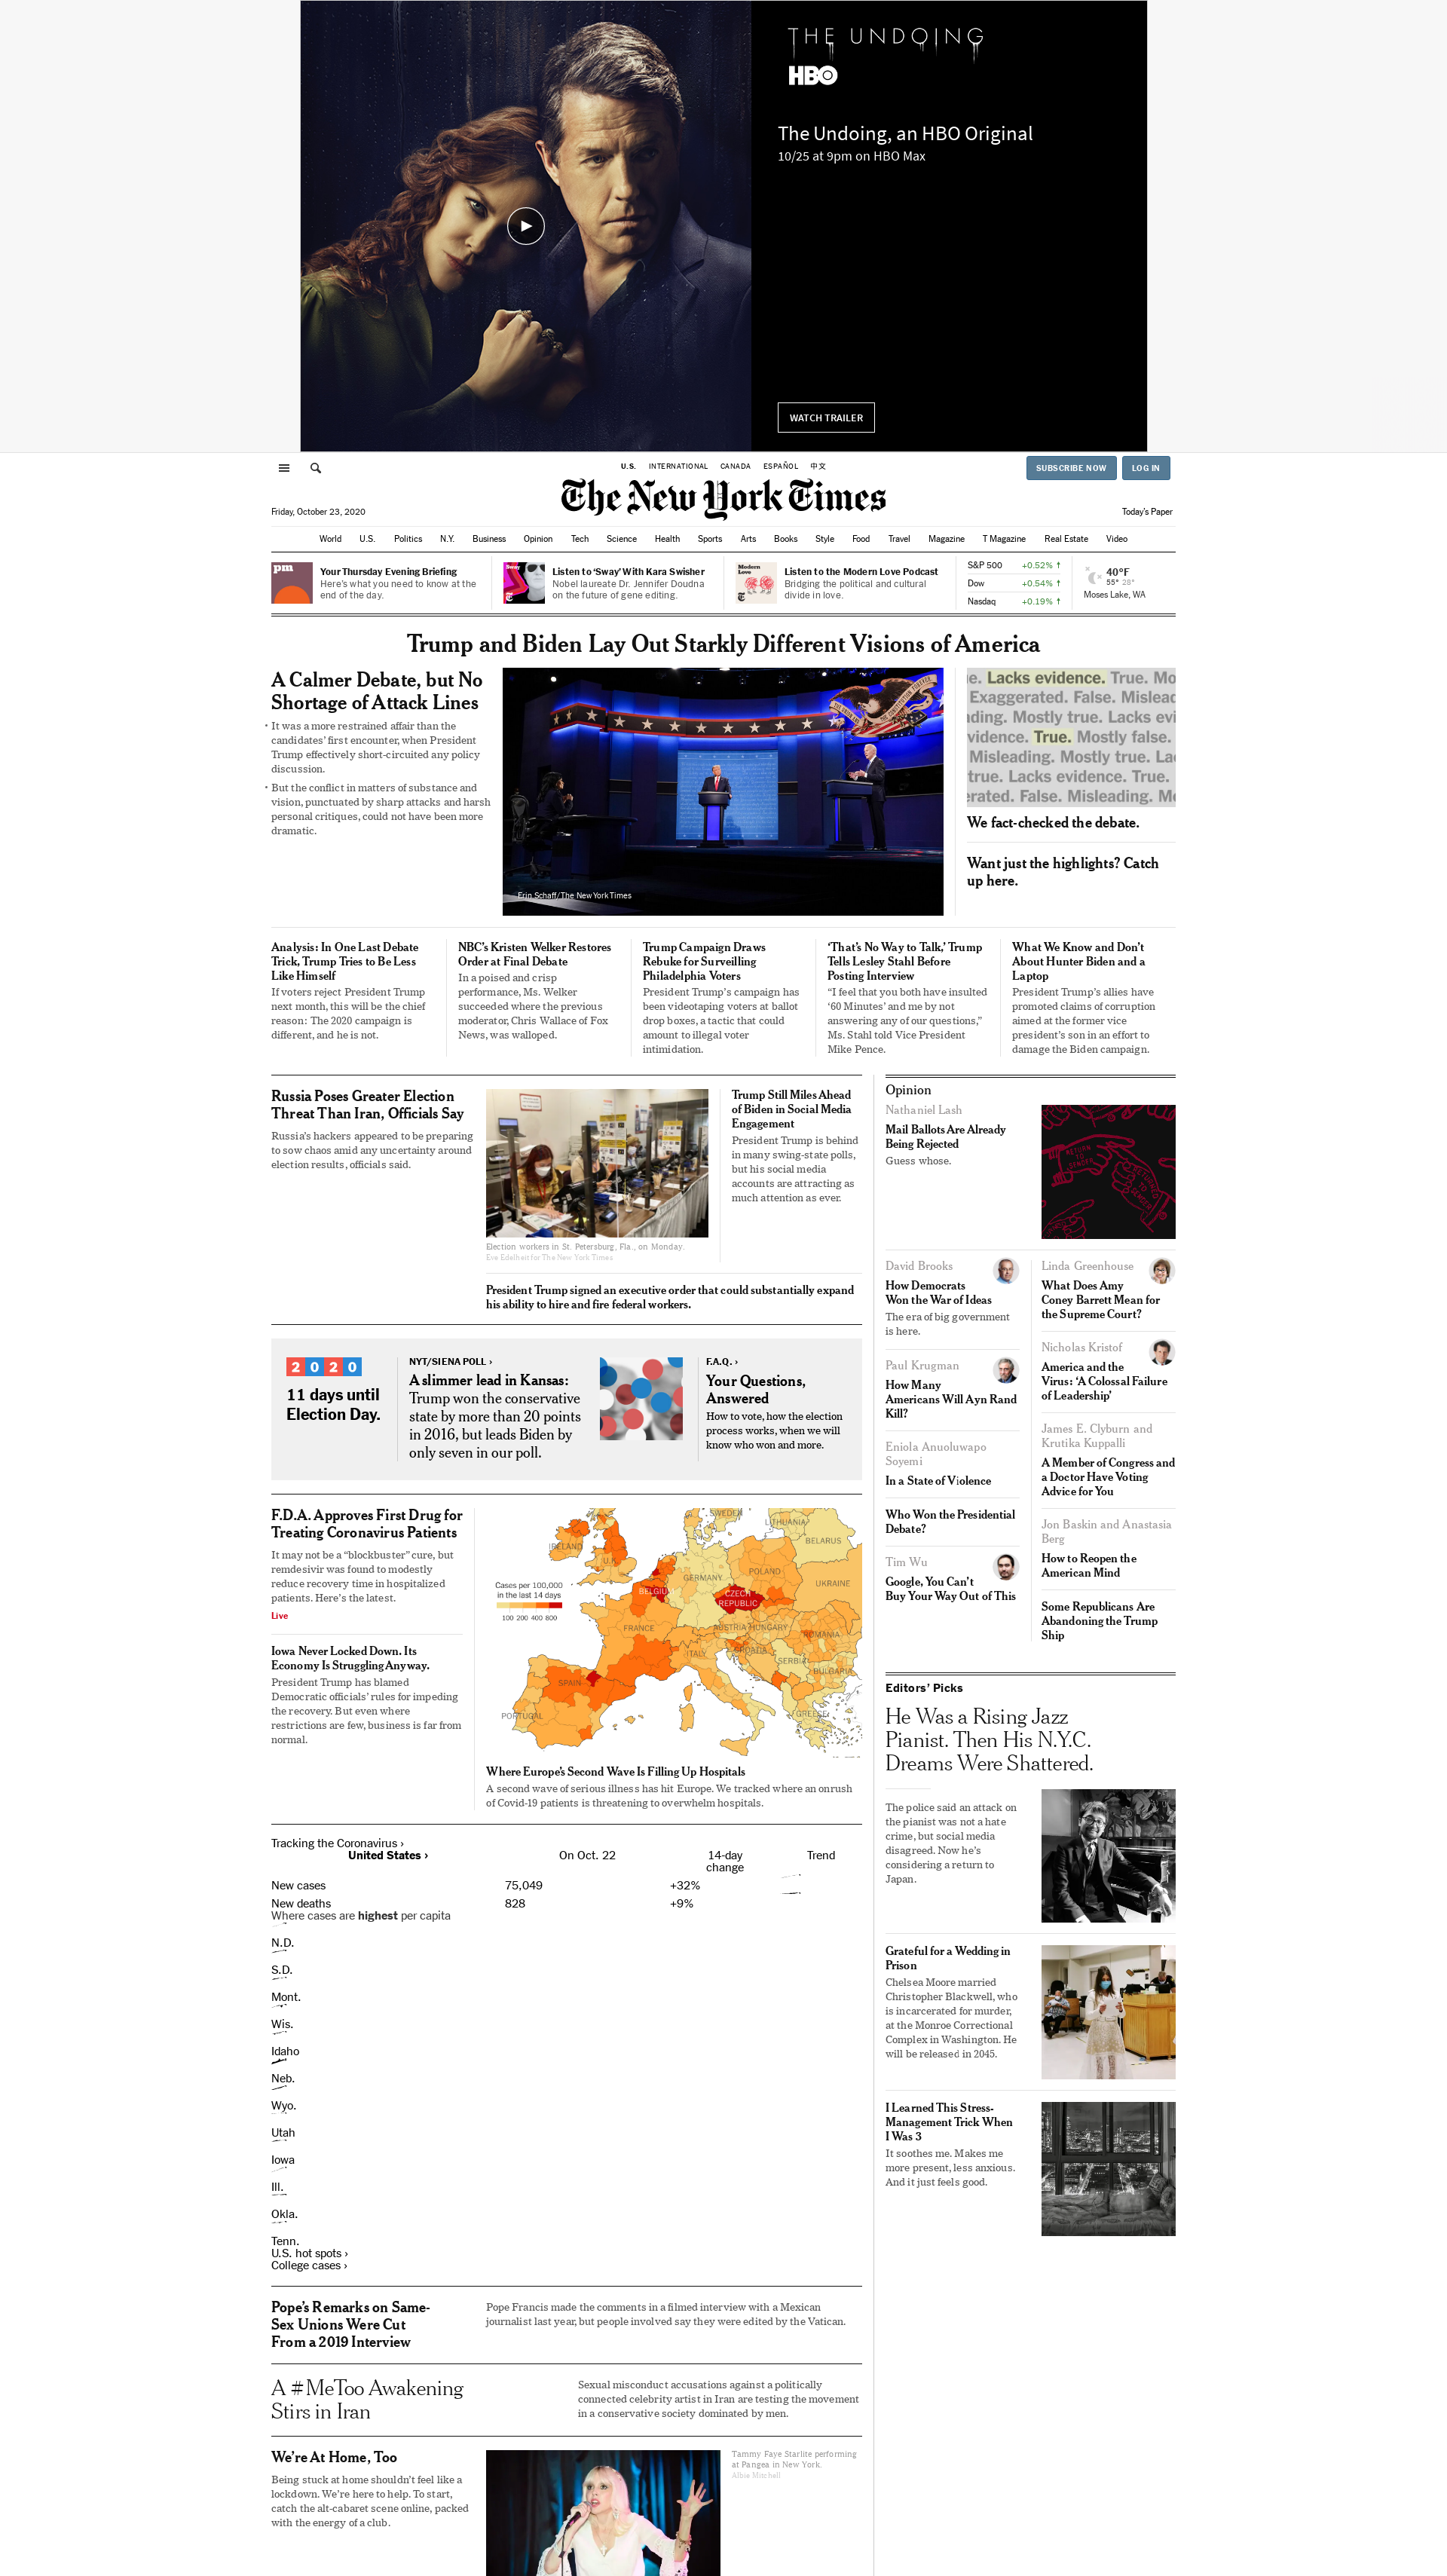 THE UNDOING
HBO
The Undoing, an HBO Original
10/25 at 9pm on HBO Max
WATCH TRAILER
U.S. INTERNATIONAL CANADA ESPAÑOL 中文
SUBSCRIBE NOW LOG IN
The New York Times
Friday, October 23, 2020
Today's Paper
World U.S. Politics N.Y. Business Opinion Tech Science Health Sports Arts Books Style Food Travel Magazine T Magazine Real Estate Video
pm
Your Thursday Evening Briefing
Here's what you need to know at the
end of the day.
Sway
Listen to ‘Sway’ With Kara Swisher
Nobel laureate Dr. Jennifer Doudna
on the future of gene editing.
Modern
Love
Listen to the Modern Love Podcast
Bridging the political and cultural
divide in love.
S&P 500 +0.52% ↑
Dow +0.54% ↑
Nasdaq +0.19% ↑
40°F
55° 28°
Moses Lake, WA
Trump and Biden Lay Out Starkly Different Visions of America
A Calmer Debate, but No
Shortage of Attack Lines
• It was a more restrained affair than the
candidates’ first encounter, when President
Trump effectively short-circuited any policy
discussion.
• But the conflict in matters of substance and
vision, punctuated by sharp attacks and harsh
personal critiques, could not have been more
dramatic.
Erin Schaff/The New York Times
e. Lacks evidence. True. Mo
Exaggerated. False. Mislead
ding. Mostly true. Lacks evi
vidence. True. Mostly false.
Misleading. Mostly true. La
true. Lacks evidence. True.
erated. False. Misleading. M
We fact-checked the debate.
Want just the highlights? Catch
up here.
Analysis: In One Last Debate
Trick, Trump Tries to Be Less
Like Himself
If voters reject President Trump
next month, this will be the chief
reason: The 2020 campaign is
different, and he is not.
NBC’s Kristen Welker Restores
Order at Final Debate
In a poised and crisp
performance, Ms. Welker
succeeded where the previous
moderator, Chris Wallace of Fox
News, was walloped.
Trump Campaign Draws
Rebuke for Surveilling
Philadelphia Voters
President Trump’s campaign has
been videotaping voters at ballot
drop boxes, a tactic that could
amount to illegal voter
intimidation.
‘That’s No Way to Talk,’ Trump
Tells Lesley Stahl Before
Posting Interview
“I feel that you both have insulted
‘60 Minutes’ and me by not
answering any of our questions,”
Ms. Stahl told Vice President
Mike Pence.
What We Know and Don’t
About Hunter Biden and a
Laptop
President Trump’s allies have
promoted claims of corruption
aimed at the former vice
president’s son in an effort to
damage the Biden campaign.
Russia Poses Greater Election
Threat Than Iran, Officials Say
Russia’s hackers appeared to be preparing
to sow chaos amid any uncertainty around
election results, officials said.
Election workers in St. Petersburg, Fla., on Monday.
Eve Edelheit for The New York Times
Trump Still Miles Ahead
of Biden in Social Media
Engagement
President Trump is behind
in many swing-state polls,
but his social media
accounts are attracting as
much attention as ever.
President Trump signed an executive order that could substantially expand
his ability to hire and fire federal workers.
2020
11 days until
Election Day.
NYT/SIENA POLL ›
A slimmer lead in Kansas:
Trump won the conservative
state by more than 20 points
in 2016, but leads Biden by
only seven in our poll.
F.A.Q. ›
Your Questions,
Answered
How to vote, how the election
process works, when we will
know who won and more.
F.D.A. Approves First Drug for
Treating Coronavirus Patients
It may not be a “blockbuster” cure, but
remdesivir was found to modestly
reduce recovery time in hospitalized
patients. Here’s the latest.
Live
Iowa Never Locked Down. Its
Economy Is Struggling Anyway.
President Trump has blamed
Democratic officials’ rules for impeding
the recovery. But even where
restrictions are few, business is far from
normal.
Cases per 100,000
in the last 14 days
100 200 400 800
SWEDEN
LITHUANIA
IRELAND
U.K.
BELARUS
GERMANY
POLAND
BELGIUM
CZECH
REPUBLIC
UKRAINE
FRANCE
AUSTRIA HUNGARY
ROMANIA
ITALY
CROATIA
SERBIA
BULGARIA
SPAIN
PORTUGAL
GREECE
Where Europe’s Second Wave Is Filling Up Hospitals
A second wave of serious illness has hit Europe. We tracked where an onrush
of Covid-19 patients is threatening to overwhelm hospitals.
Tracking the Coronavirus ›
United States › On Oct. 22 14-day
change Trend
New cases 75,049 +32%
New deaths 828 +9%
Where cases are highest per capita
N.D.
S.D.
Mont.
Wis.
Idaho
Neb.
Wyo.
Utah
Iowa
Ill.
Okla.
Tenn.
U.S. hot spots ›
College cases ›
Pope’s Remarks on Same-
Sex Unions Were Cut
From a 2019 Interview
Pope Francis made the comments in a filmed interview with a Mexican
journalist last year, but people involved say they were edited by the Vatican.
A #MeToo Awakening
Stirs in Iran
Sexual misconduct accusations against a politically
connected celebrity artist in Iran are testing the movement
in a conservative society dominated by men.
We’re At Home, Too
Being stuck at home shouldn’t feel like a
lockdown. We’re here to help. To start,
catch the alt-cabaret scene online, packed
with the energy of a club.
Tammy Faye Starlite performing
at Pangea in New York.
Albie Mitchell
Opinion
Nathaniel Lash
Mail Ballots Are Already
Being Rejected
Guess whose.
RETURN
TO
SENDER
RETURNED
TO
SENDER
David Brooks
How Democrats
Won the War of Ideas
The era of big government
is here.
Paul Krugman
How Many
Americans Will Ayn Rand
Kill?
Eniola Anuoluwapo
Soyemi
In a State of Violence
Who Won the Presidential
Debate?
Tim Wu
Google, You Can’t
Buy Your Way Out of This
Linda Greenhouse
What Does Amy
Coney Barrett Mean for
the Supreme Court?
Nicholas Kristof
America and the
Virus: ‘A Colossal Failure
of Leadership’
James E. Clyburn and
Krutika Kuppalli
A Member of Congress and
a Doctor Have Voting
Advice for You
Jon Baskin and Anastasia
Berg
How to Reopen the
American Mind
Some Republicans Are
Abandoning the Trump
Ship
Editors’ Picks
He Was a Rising Jazz
Pianist. Then His N.Y.C.
Dreams Were Shattered.
The police said an attack on
the pianist was not a hate
crime, but social media
disagreed. Now he’s
considering a return to
Japan.
Grateful for a Wedding in
Prison
Chelsea Moore married
Christopher Blackwell, who
is incarcerated for murder,
at the Monroe Correctional
Complex in Washington. He
will be released in 2045.
I Learned This Stress-
Management Trick When
I Was 3
It soothes me. Makes me
more present, less anxious.
And it just feels good.